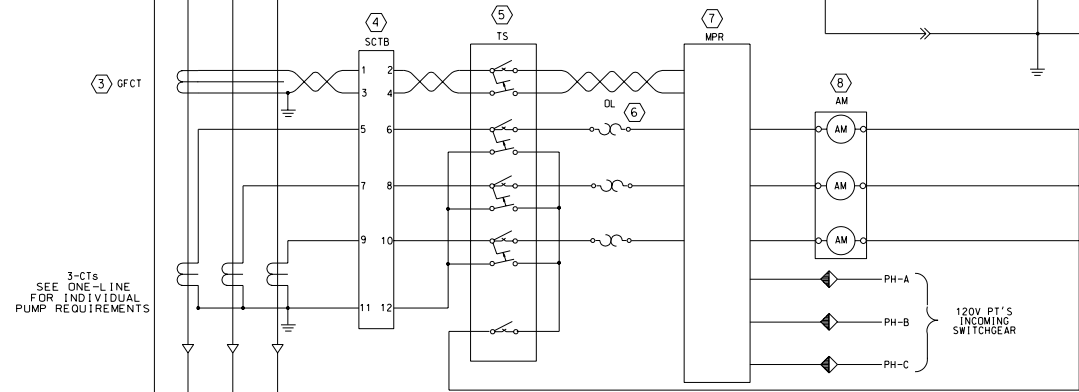 4
SCTB
5
TS
7
MPR
3 GFCT
1 2
3 4
OL
6
8
AM
5 6
AM
7 8
AM
9 10
AM
3-CTs
SEE ONE-LINE
FOR INDIVIDUAL
PUMP REQUIREMENTS
11 12
PH-A
PH-B
PH-C
120V PT'S
INCOMING
SWITCHGEAR